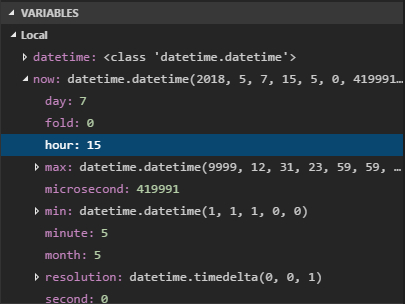 VARIABLES
Local
datetime: <class 'datetime.datetime'>
now: datetime.datetime(2018, 5, 7, 15, 5, 0, 419991…
day: 7
fold: 0
hour: 15
max: datetime.datetime(9999, 12, 31, 23, 59, 59, …
microsecond: 419991
min: datetime.datetime(1, 1, 1, 0, 0)
minute: 5
month: 5
resolution: datetime.timedelta(0, 0, 1)
second: 0